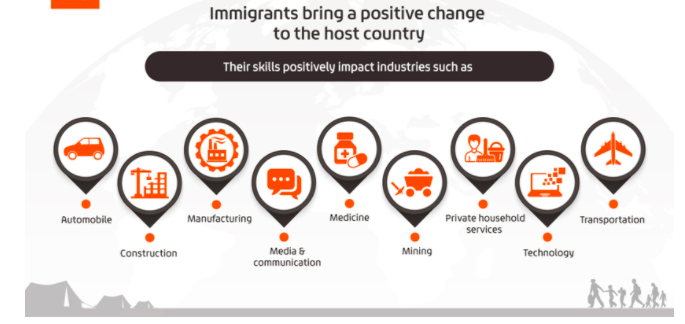 Immigrants bring a positive change
to the host country
Their skills positively impact industries such as
Automobile
Construction
Manufacturing
Media &
communication
Medicine
Mining
Private household
services
Technology
Transportation